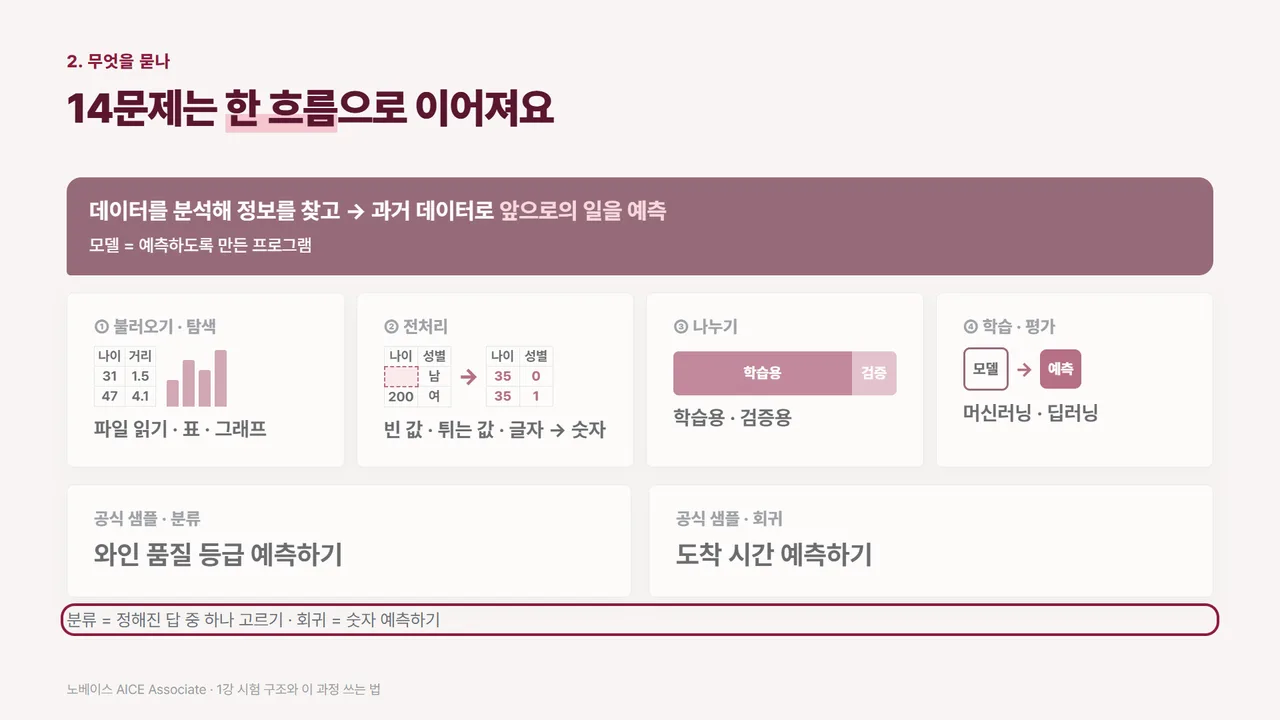 2. 무엇을 묻나
14문제는 한 흐름으로 이어져요
데이터를 분석해 정보를 찾고 → 과거 데이터로 앞으로의 일을 예측
모델 = 예측하도록 만든 프로그램
① 불러오기 · 탐색
나이 거리
31 1.5
47 4.1
파일 읽기 · 표 · 그래프
② 전처리
나이 성별
남
200 여
→
나이 성별
35 0
35 1
빈 값 · 튀는 값 · 글자 → 숫자
③ 나누기
학습용 검증
학습용 · 검증용
④ 학습 · 평가
모델 → 예측
머신러닝 · 딥러닝
공식 샘플 · 분류
와인 품질 등급 예측하기
공식 샘플 · 회귀
도착 시간 예측하기
분류 = 정해진 답 중 하나 고르기 · 회귀 = 숫자 예측하기
노베이스 AICE Associate · 1강 시험 구조와 이 과정 쓰는 법